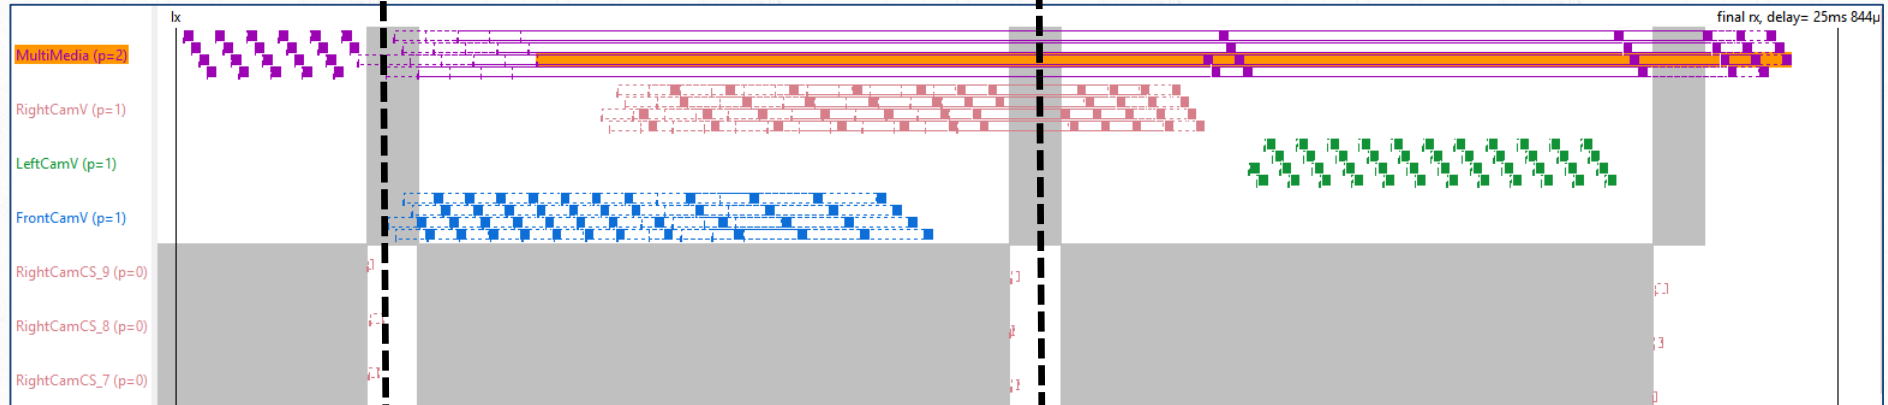 lx
final rx, delay= 25ms 844µ
MultiMedia (p=2)
RightCamV (p=1)
LeftCamV (p=1)
FrontCamV (p=1)
RightCamCS_9 (p=0)
RightCamCS_8 (p=0)
RightCamCS_7 (p=0)